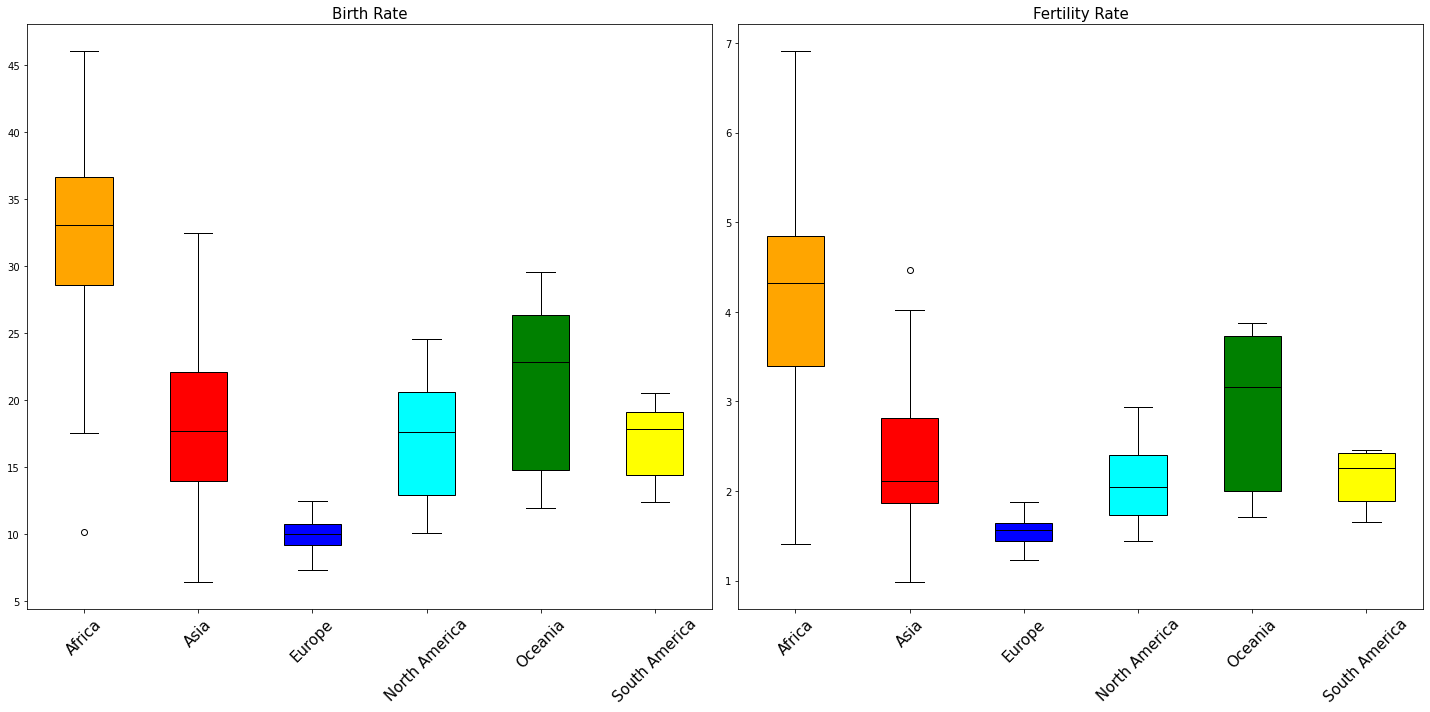 Birth Rate
45
40
35
30
25
20
15
10
5
Africa
Asia
Europe
North America
Oceania
South America
Fertility Rate
7
6
5
4
3
2
1
Africa
Asia
Europe
North America
Oceania
South America